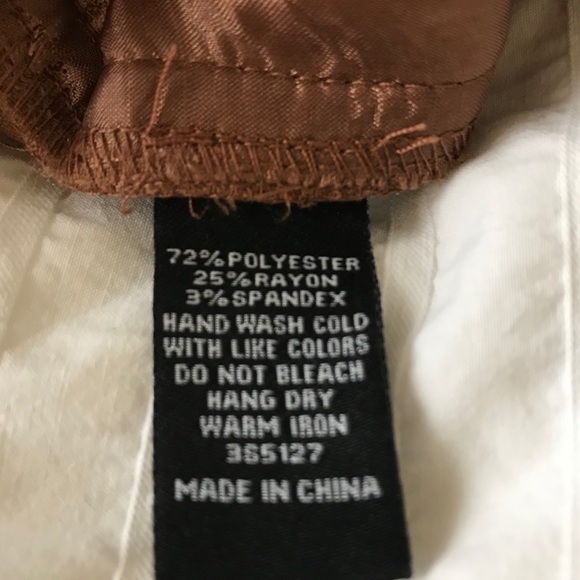 72% POLYESTER
25% RAYON
3% SPANDEX
HAND WASH COLD
WITH LIKE COLORS
DO NOT BLEACH
HANG DRY
WARM IRON
3S5127
MADE IN CHINA